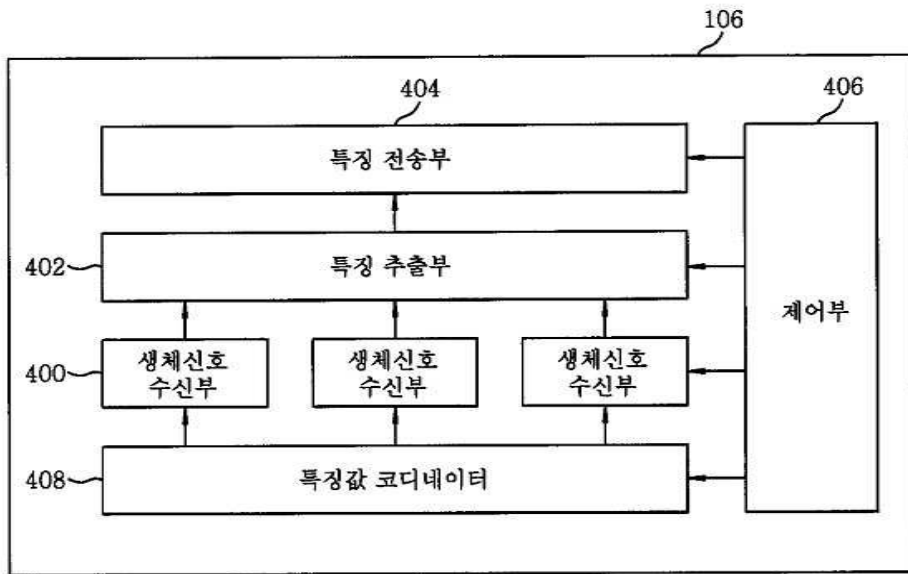 106
404
406
특징 전송부
402
특징 추출부
제어부
400
생체신호
수신부
생체신호
수신부
생체신호
수신부
408
특징값 코디네이터